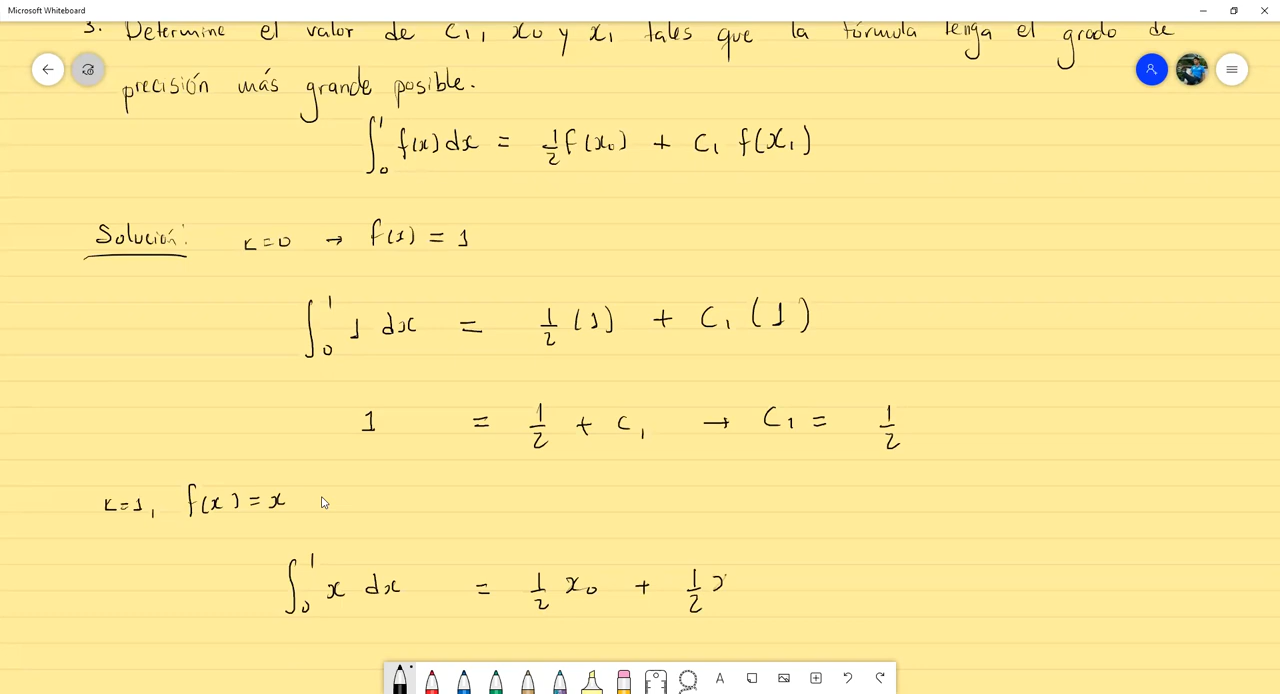 Microsoft Whiteboard
3. Determine el valor de C₁, x₀ y x₁ tales que la fórmula tenga el grado de
precisión más grande posible.
∫₀¹ f(x)dx = 1/2 f(x₀) + C₁ f(x₁)
Solución: k=0 → f(x) = 1
∫₀¹ 1 dx = 1/2 (1) + C₁ (1)
1 = 1/2 + C₁ → C₁ = 1/2
k=1, f(x) = x
∫₀¹ x dx = 1/2 x₀ + 1/2 x
A